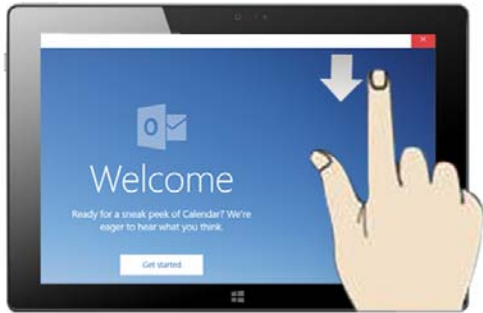 Welcome
Ready for a sneak peek of Calendar? We're
eager to hear what you think.
Get started